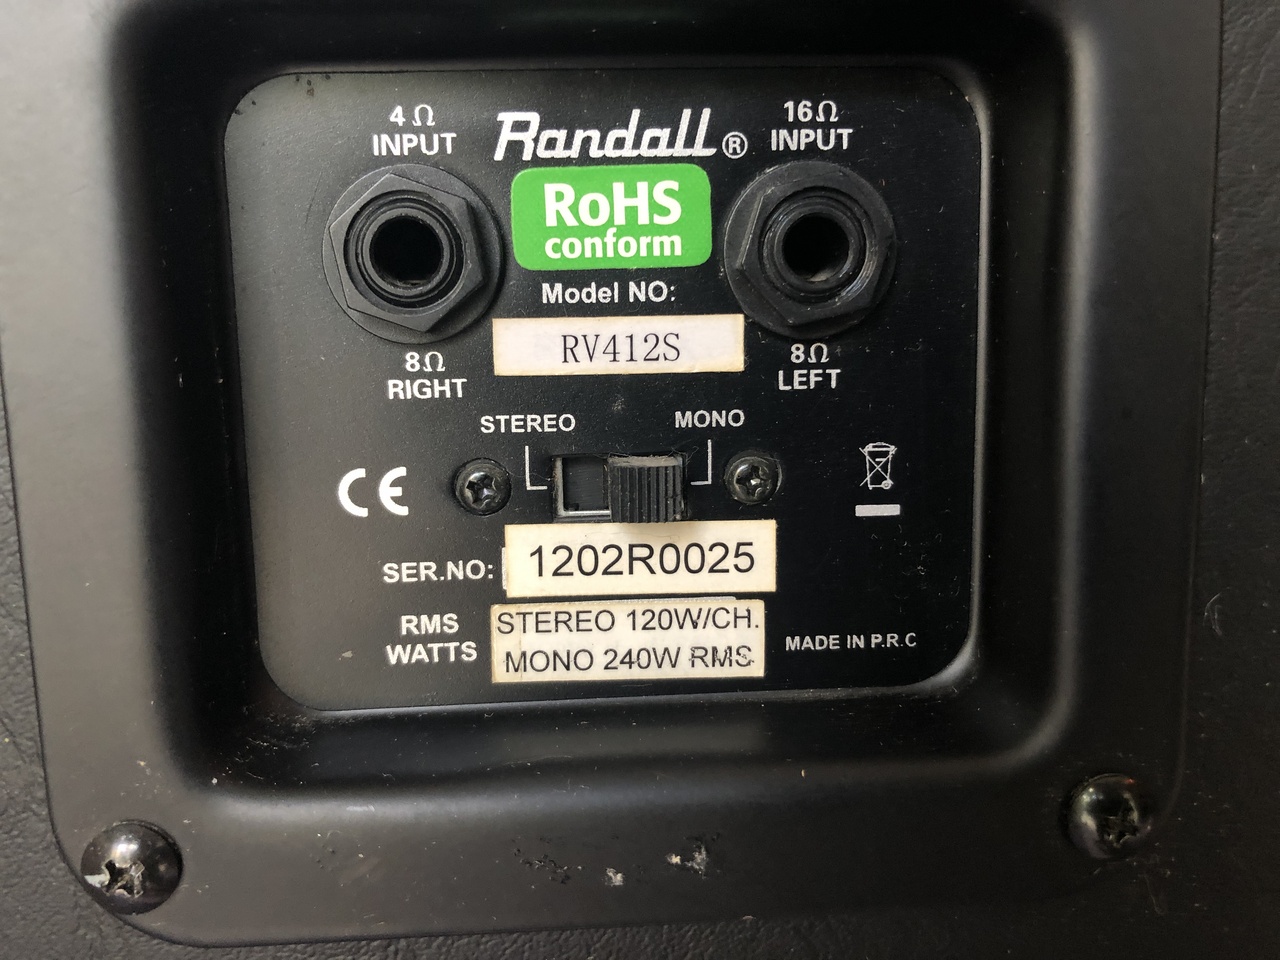 4Ω
INPUT
Randall®
16Ω
INPUT
RoHS
conform
Model NO:
RV412S
8Ω
RIGHT
8Ω
LEFT
STEREO
MONO
CE
SER.NO: 1202R0025
RMS
WATTS
STEREO 120W/CH.
MONO 240W RMS
MADE IN P.R.C